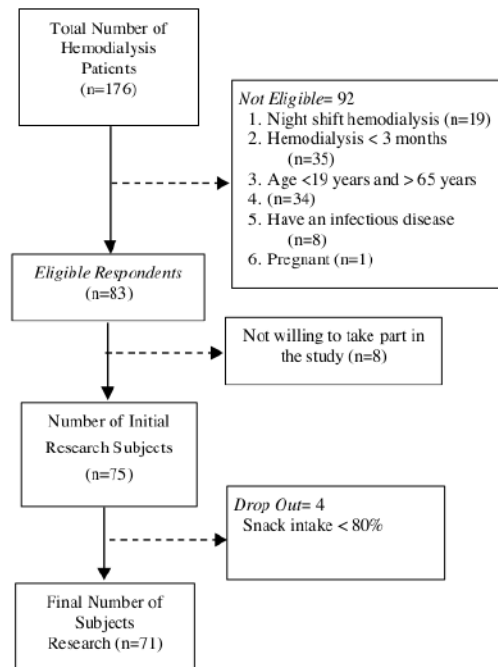 Total Number of
Hemodialysis
Patients
(n=176)
Not Eligible= 92
1. Night shift hemodialysis (n=19)
2. Hemodialysis < 3 months
(n=35)
3. Age <19 years and > 65 years
4. (n=34)
5. Have an infectious disease
(n=8)
6. Pregnant (n=1)
Eligible Respondents
(n=83)
Not willing to take part in
the study (n=8)
Number of Initial
Research Subjects
(n=75)
Drop Out= 4
Snack intake < 80%
Final Number of
Subjects
Research (n=71)